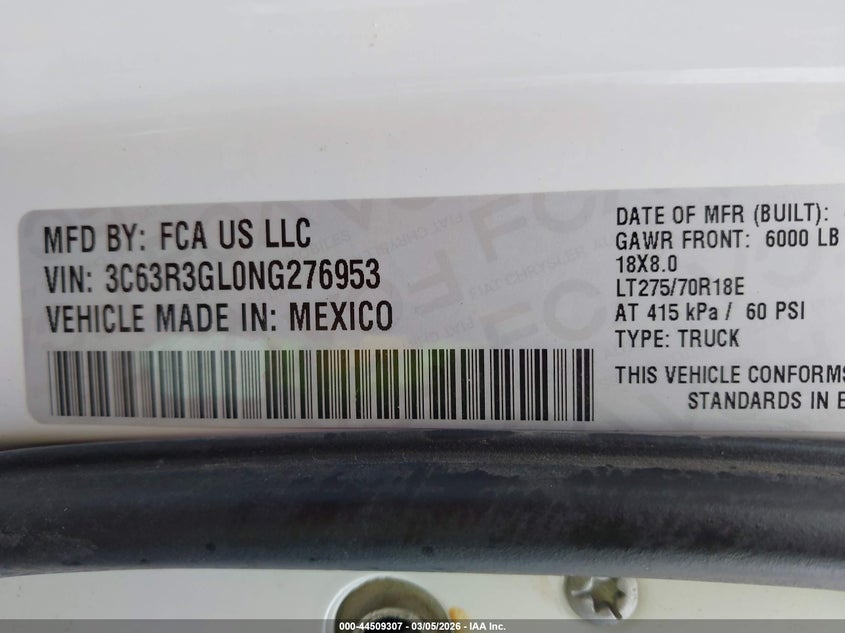 MFD BY: FCA US LLC
VIN: 3C63R3GL0NG276953
VEHICLE MADE IN: MEXICO
DATE OF MFR (BUILT):
GAWR FRONT: 6000 LB
18X8.0
LT275/70R18E
AT 415 kPa / 60 PSI
TYPE: TRUCK
THIS VEHICLE CONFORMS
STANDARDS IN
000-44509307 - 03/05/2026 - IAA Inc.